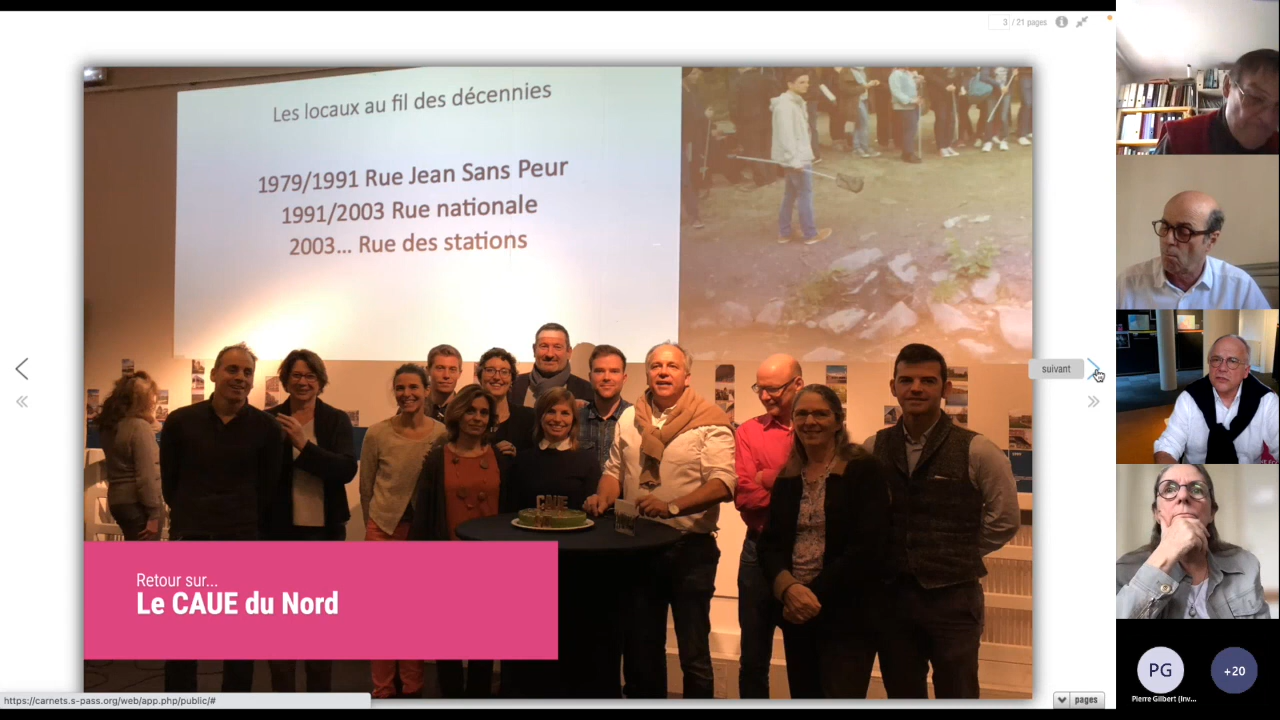 3 / 21 pages
Les locaux au fil des décennies
1979/1991 Rue Jean Sans Peur
1991/2003 Rue nationale
2003... Rue des stations
suivant
CAUE
Retour sur...
Le CAUE du Nord
PG
+20
Pierre Gilbert (Inv...
https://carnets.s-pass.org/web/app.php/public/#
pages